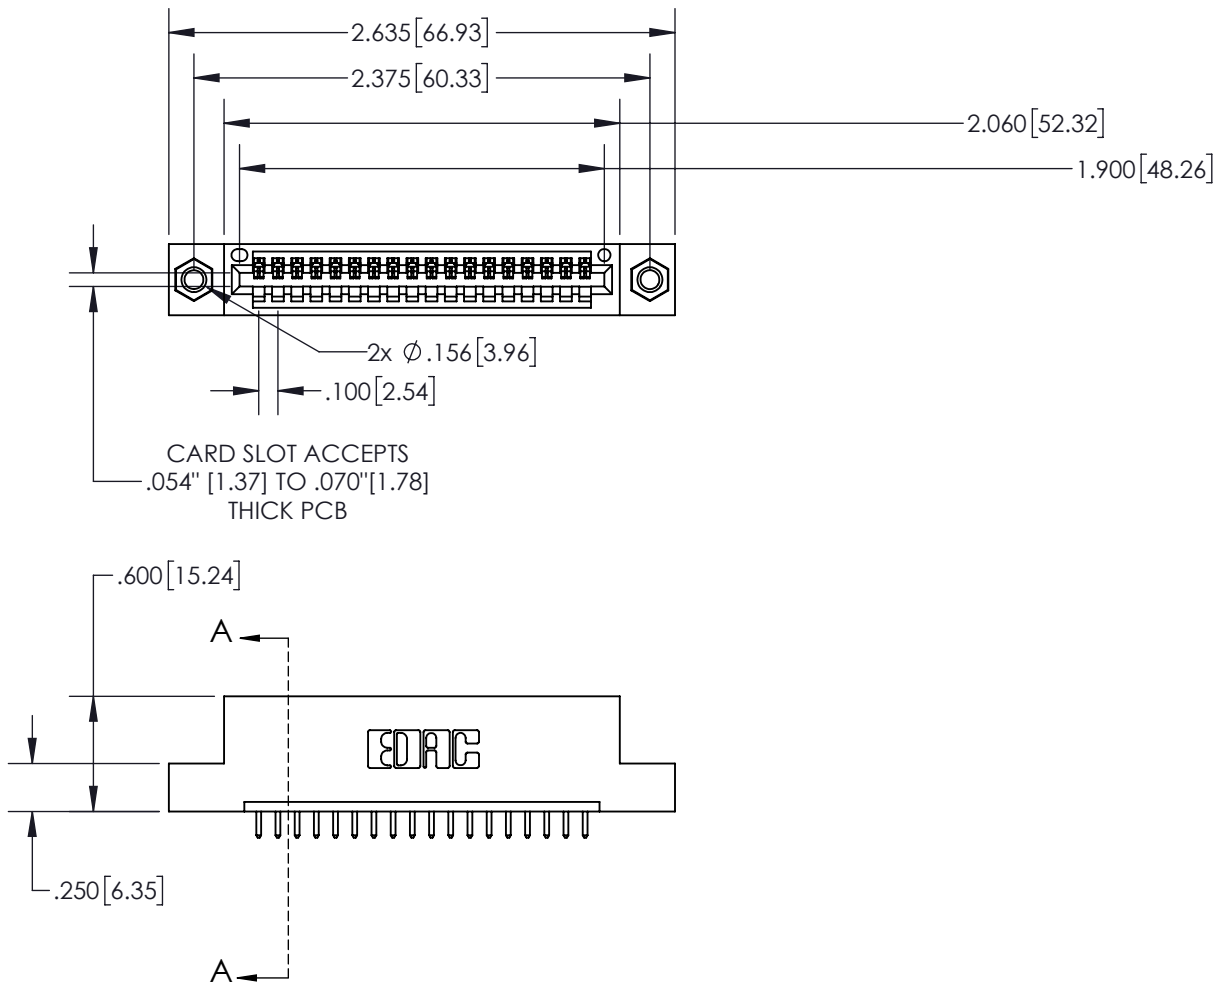 2.635[66.93]
2.375[60.33]
2.060[52.32]
1.900[48.26]
2x Ø.156[3.96]
.100[2.54]
CARD SLOT ACCEPTS
.054" [1.37] TO .070"[1.78]
THICK PCB
.600[15.24]
A
EDAC
.250[6.35]
A